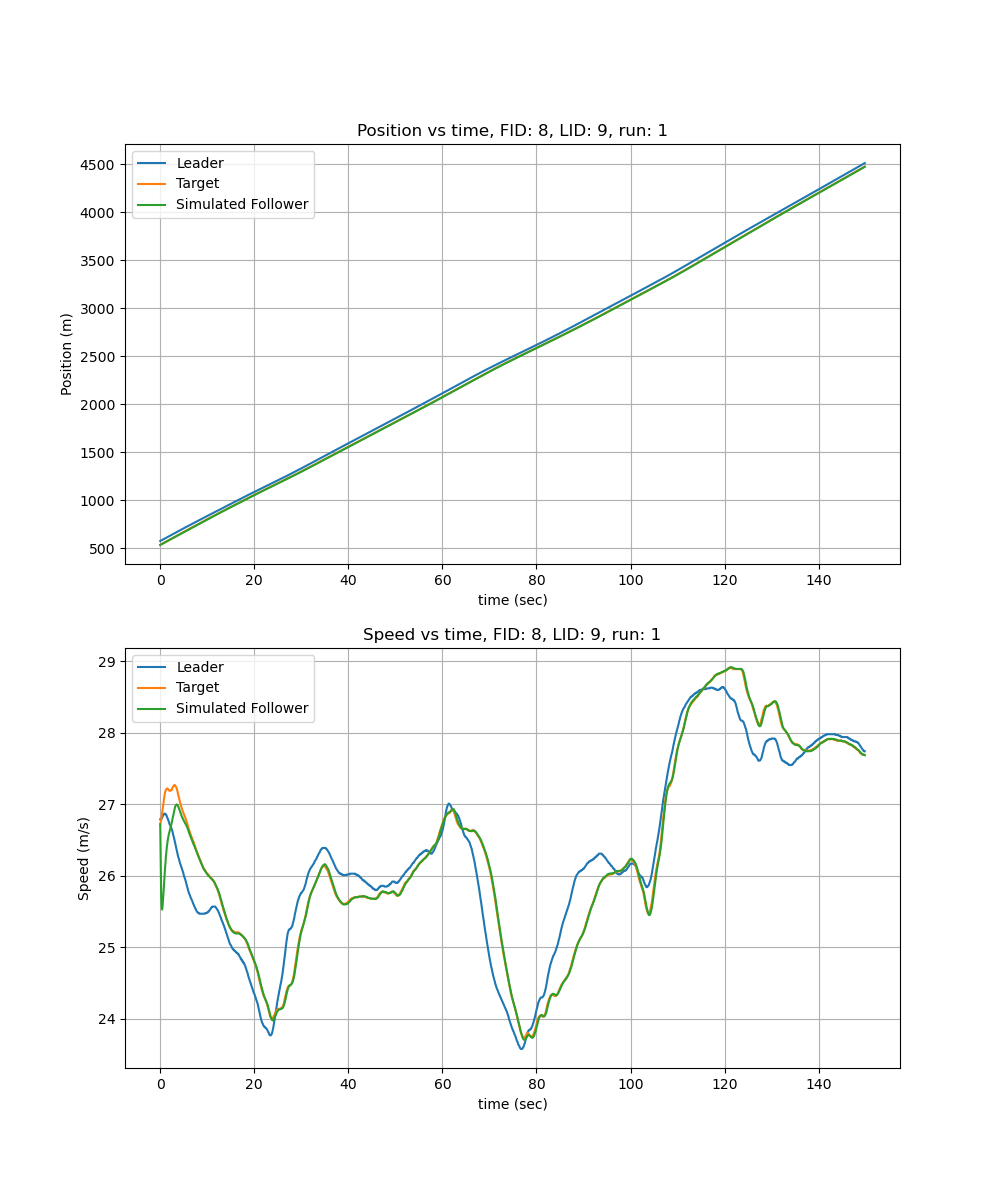 Position vs time, FID: 8, LID: 9, run: 1
Leader
Target
Simulated Follower
4500
4000
3500
3000
2500
2000
1500
1000
500
Position (m)
0 20 40 60 80 100 120 140
time (sec)
Speed vs time, FID: 8, LID: 9, run: 1
Leader
Target
Simulated Follower
29
28
27
26
25
24
Speed (m/s)
0 20 40 60 80 100 120 140
time (sec)